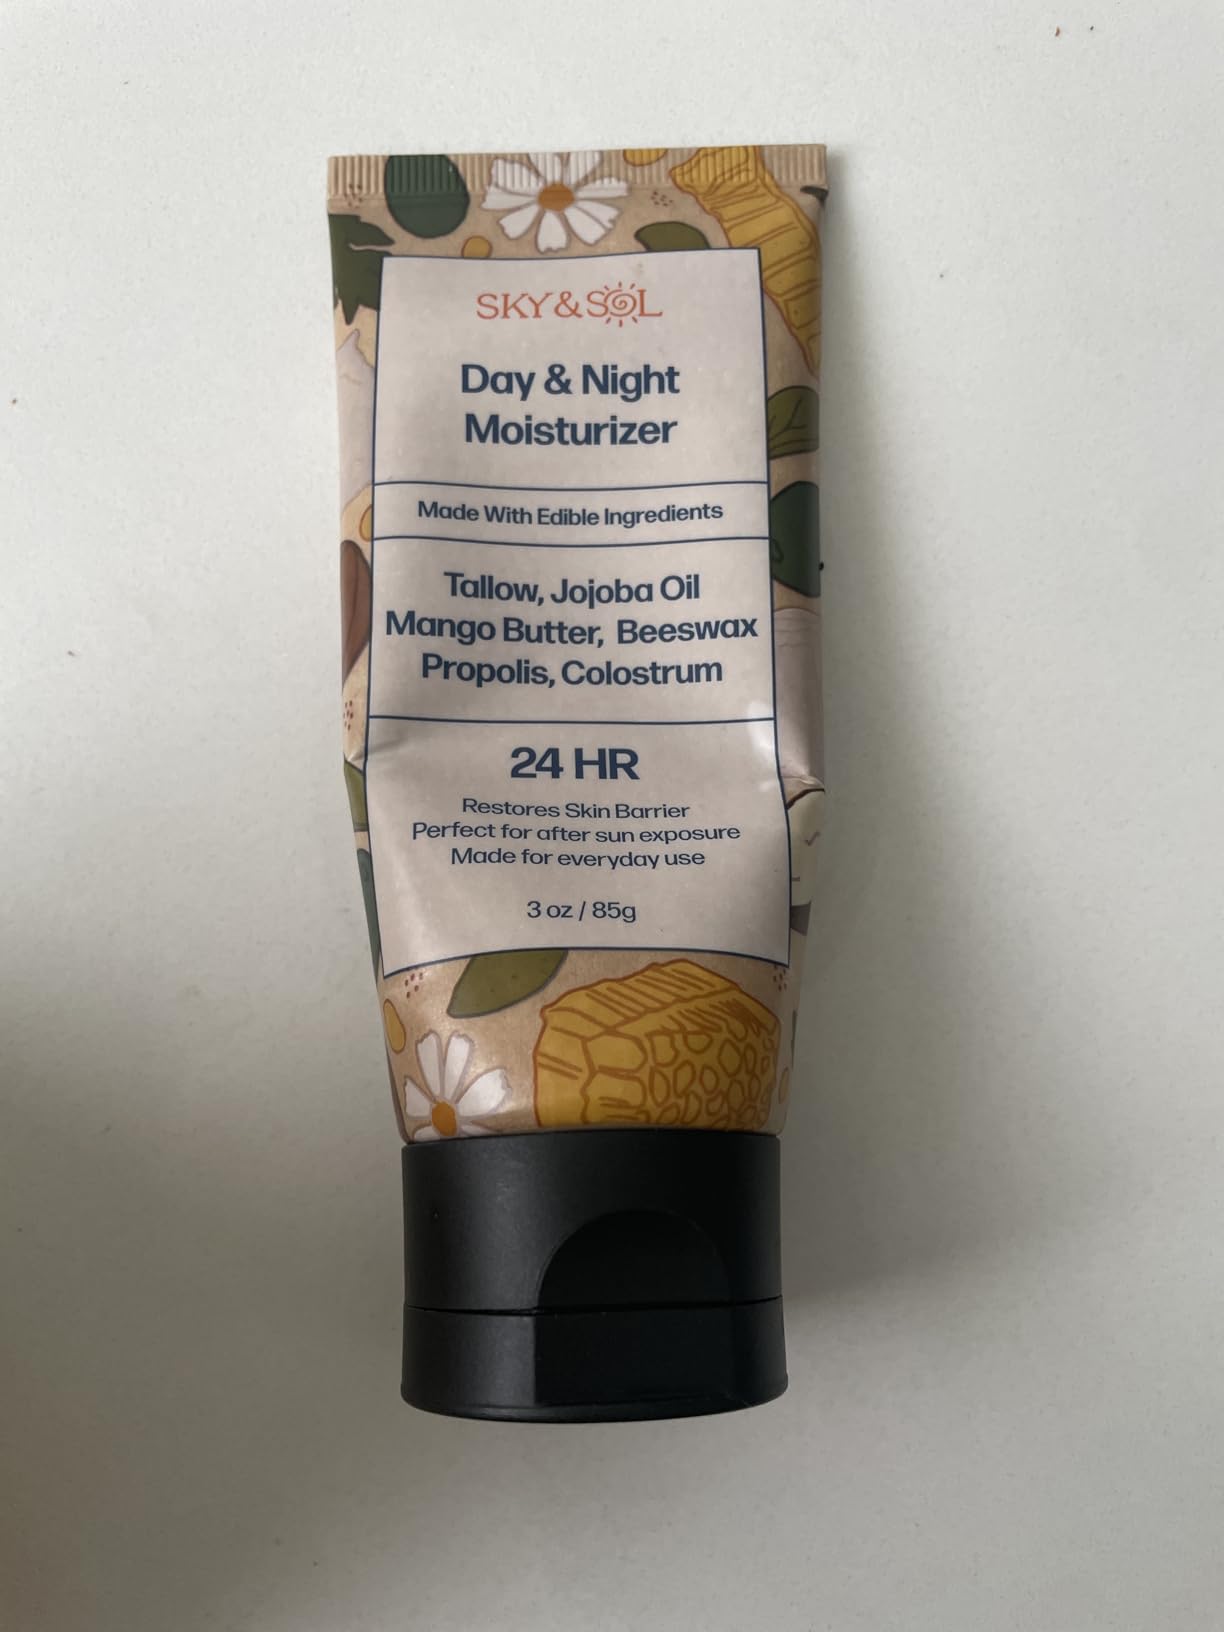 SKY&SOL
Day & Night
Moisturizer
Made With Edible Ingredients
Tallow, Jojoba Oil
Mango Butter, Beeswax
Propolis, Colostrum
24 HR
Restores Skin Barrier
Perfect for after sun exposure
Made for everyday use
3 oz / 85g